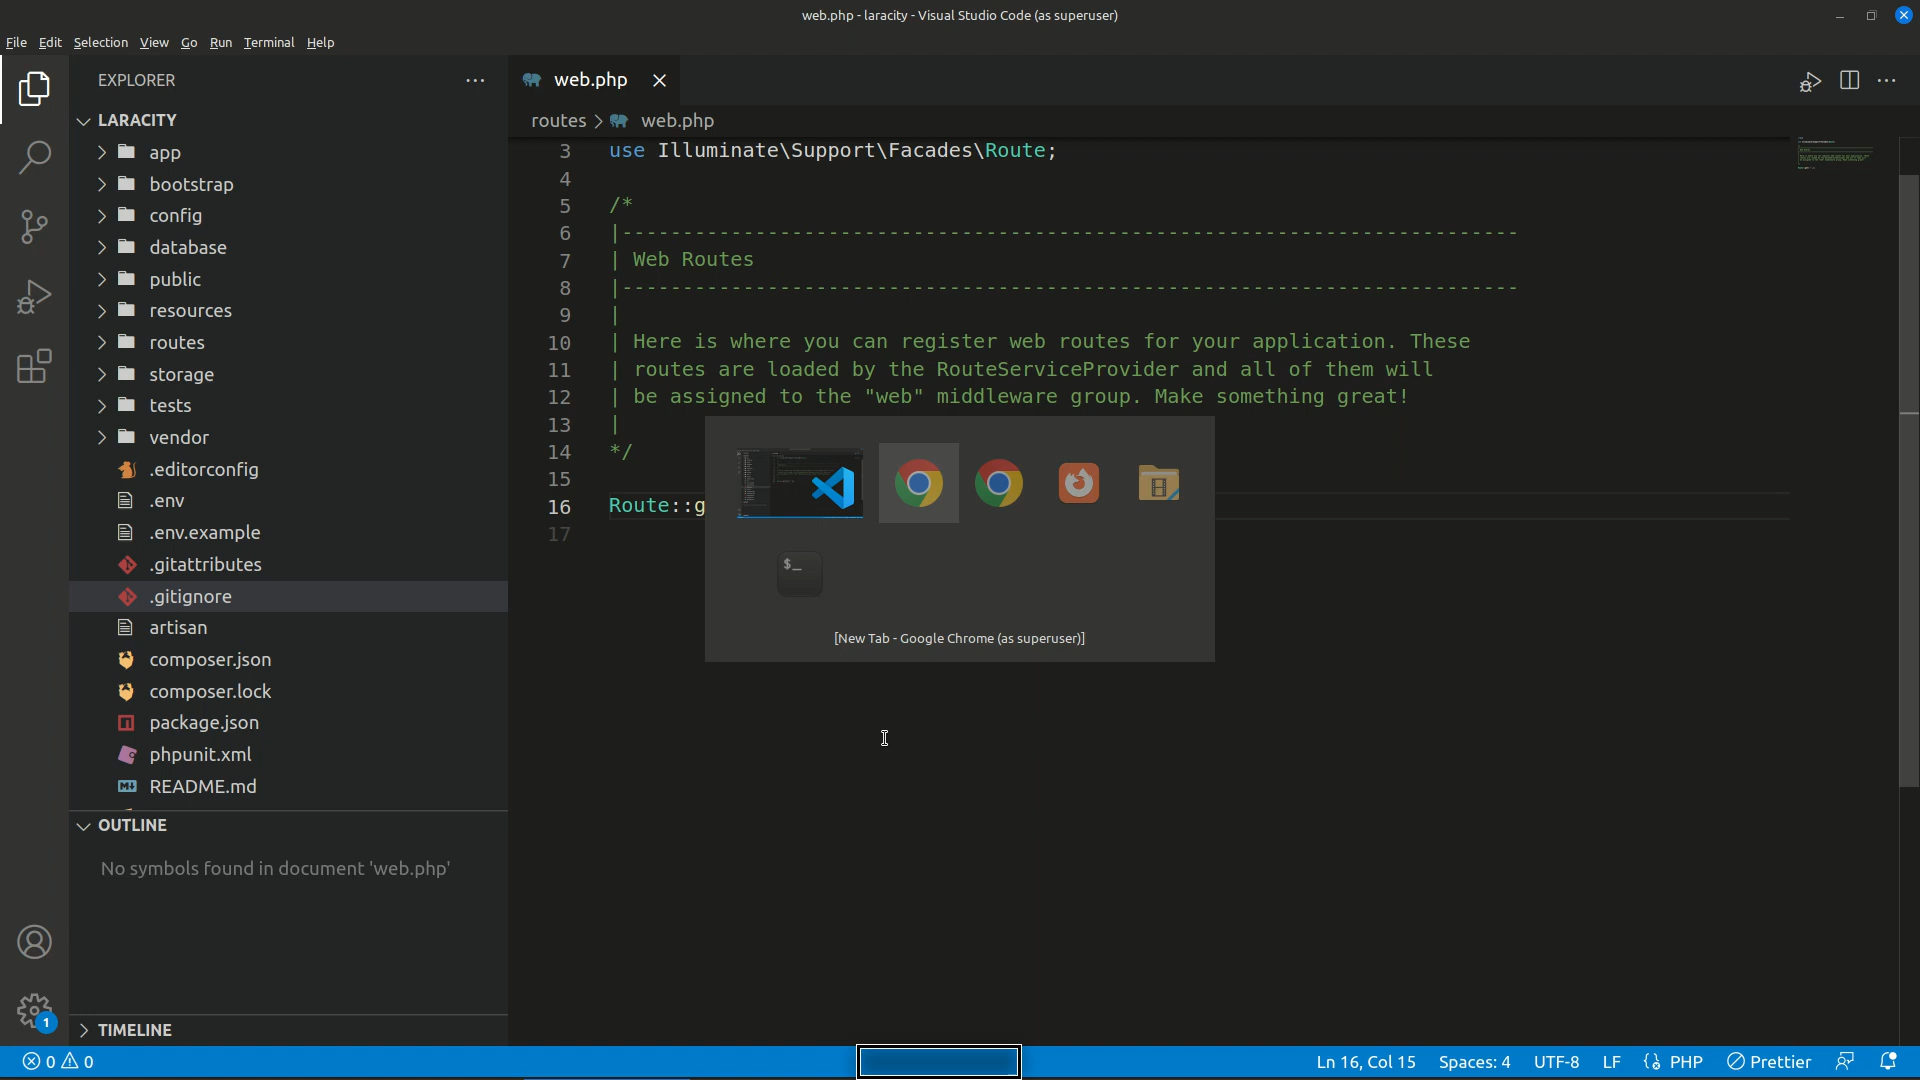 web.php - laracity - Visual Studio Code (as superuser)
File Edit Selection View Go Run Terminal Help
EXPLORER
LARACITY
app
bootstrap
config
database
public
resources
routes
storage
tests
vendor
.editorconfig
.env
.env.example
.gitattributes
.gitignore
artisan
composer.json
composer.lock
package.json
phpunit.xml
README.md
OUTLINE
No symbols found in document 'web.php'
TIMELINE
web.php
routes > web.php
3 use Illuminate\Support\Facades\Route;
4
5 /*
6 |--------------------------------------------------------------------------
7 | Web Routes
8 |--------------------------------------------------------------------------
9 |
10 | Here is where you can register web routes for your application. These
11 | routes are loaded by the RouteServiceProvider and all of them will
12 | be assigned to the "web" middleware group. Make something great!
13 |
14 */
15
16 Route::g
17
$_
[New Tab - Google Chrome (as superuser)]
1
0 0
Ln 16, Col 15 Spaces: 4 UTF-8 LF PHP Prettier